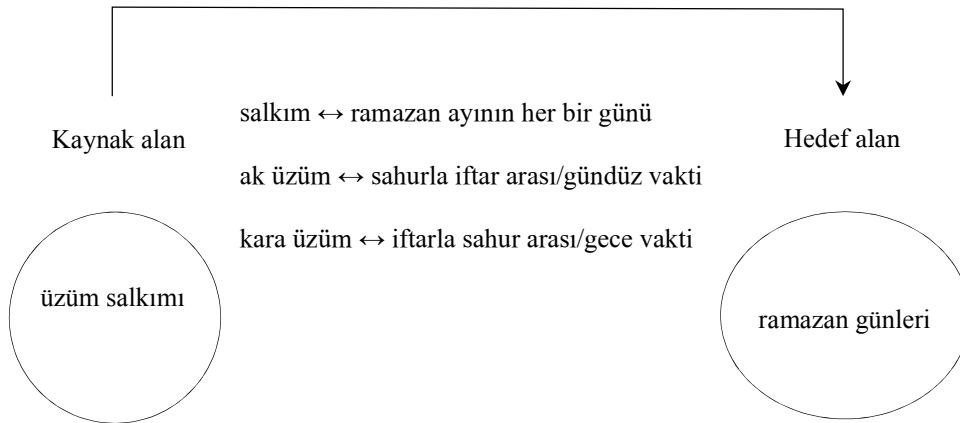 salkım ↔ ramazan ayının her bir günü
Kaynak alan
Hedef alan
ak üzüm ↔ sahurla iftar arası/gündüz vakti
kara üzüm ↔ iftarla sahur arası/gece vakti
üzüm salkımı
ramazan günleri